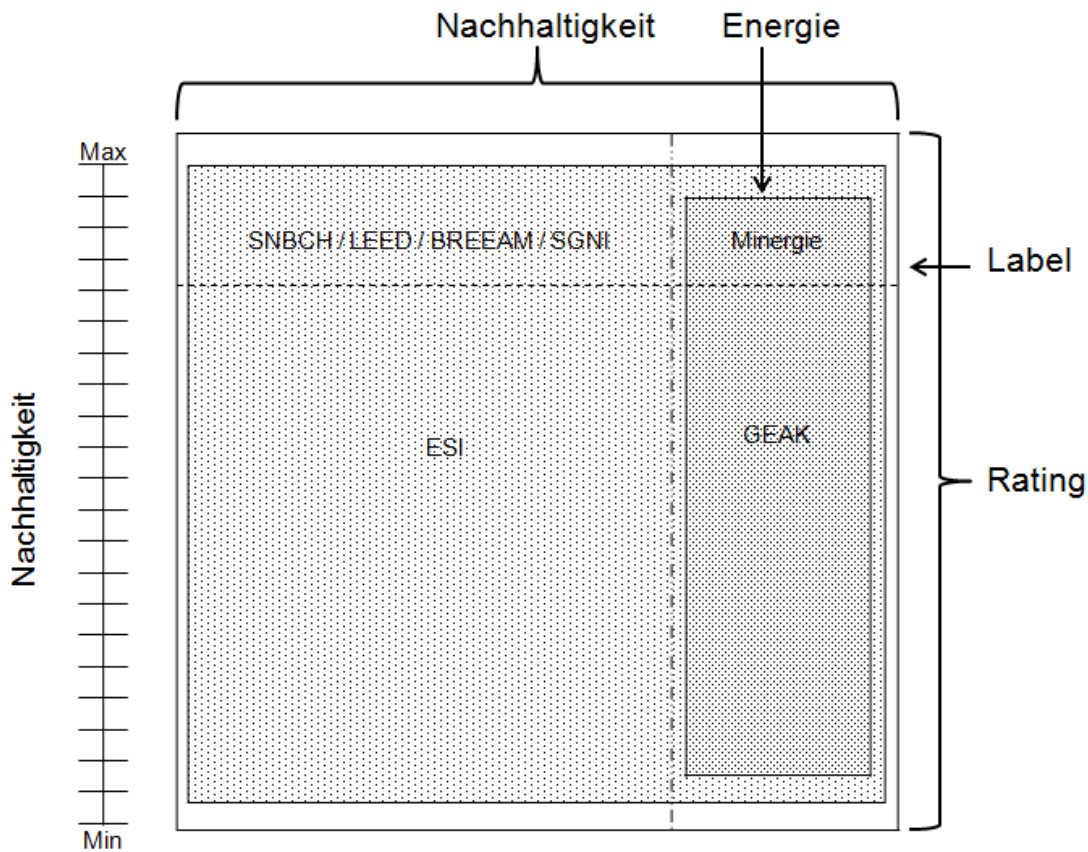 Nachhaltigkeit
Energie
Max
SNBCH / LEED / BREEAM / SGNI
Minergie
Label
Nachhaltigkeit
ESI
GEAK
Rating
Min